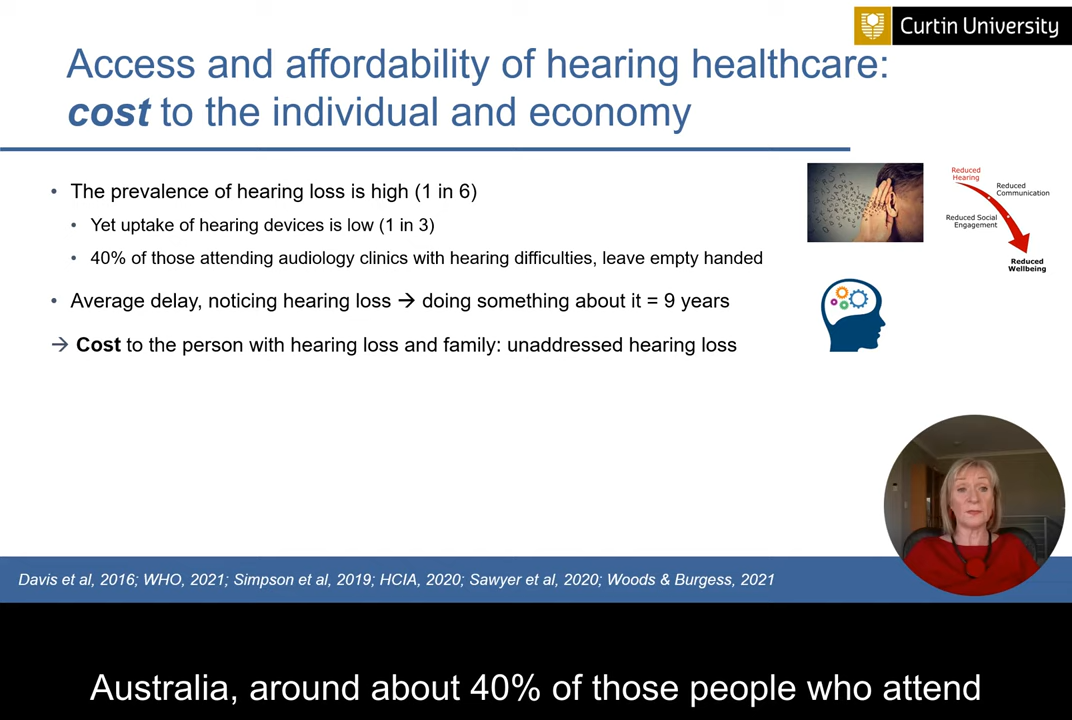 Curtin University
Access and affordability of hearing healthcare:
cost to the individual and economy
• The prevalence of hearing loss is high (1 in 6)
• Yet uptake of hearing devices is low (1 in 3)
• 40% of those attending audiology clinics with hearing difficulties, leave empty handed
• Average delay, noticing hearing loss → doing something about it = 9 years
→ Cost to the person with hearing loss and family: unaddressed hearing loss
Reduced
Hearing
Reduced
Communication
Reduced Social
Engagement
Reduced
Wellbeing
Davis et al, 2016; WHO, 2021; Simpson et al, 2019; HCIA, 2020; Sawyer et al, 2020; Woods & Burgess, 2021
Australia, around about 40% of those people who attend